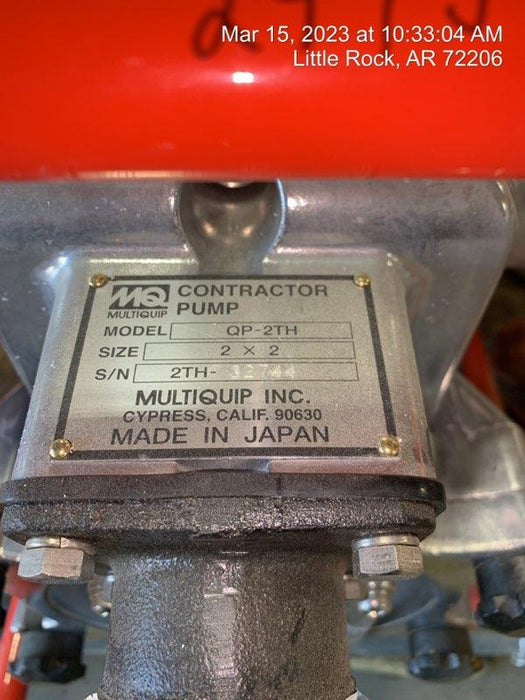 Mar 15, 2023 at 10:33:04 AM
Little Rock, AR 72206
MQ CONTRACTOR
MULTIQUIP PUMP
MODEL QP-2TH
SIZE 2 × 2
S/N 2TH-
MULTIQUIP INC.
CYPRESS, CALIF. 90630
MADE IN JAPAN